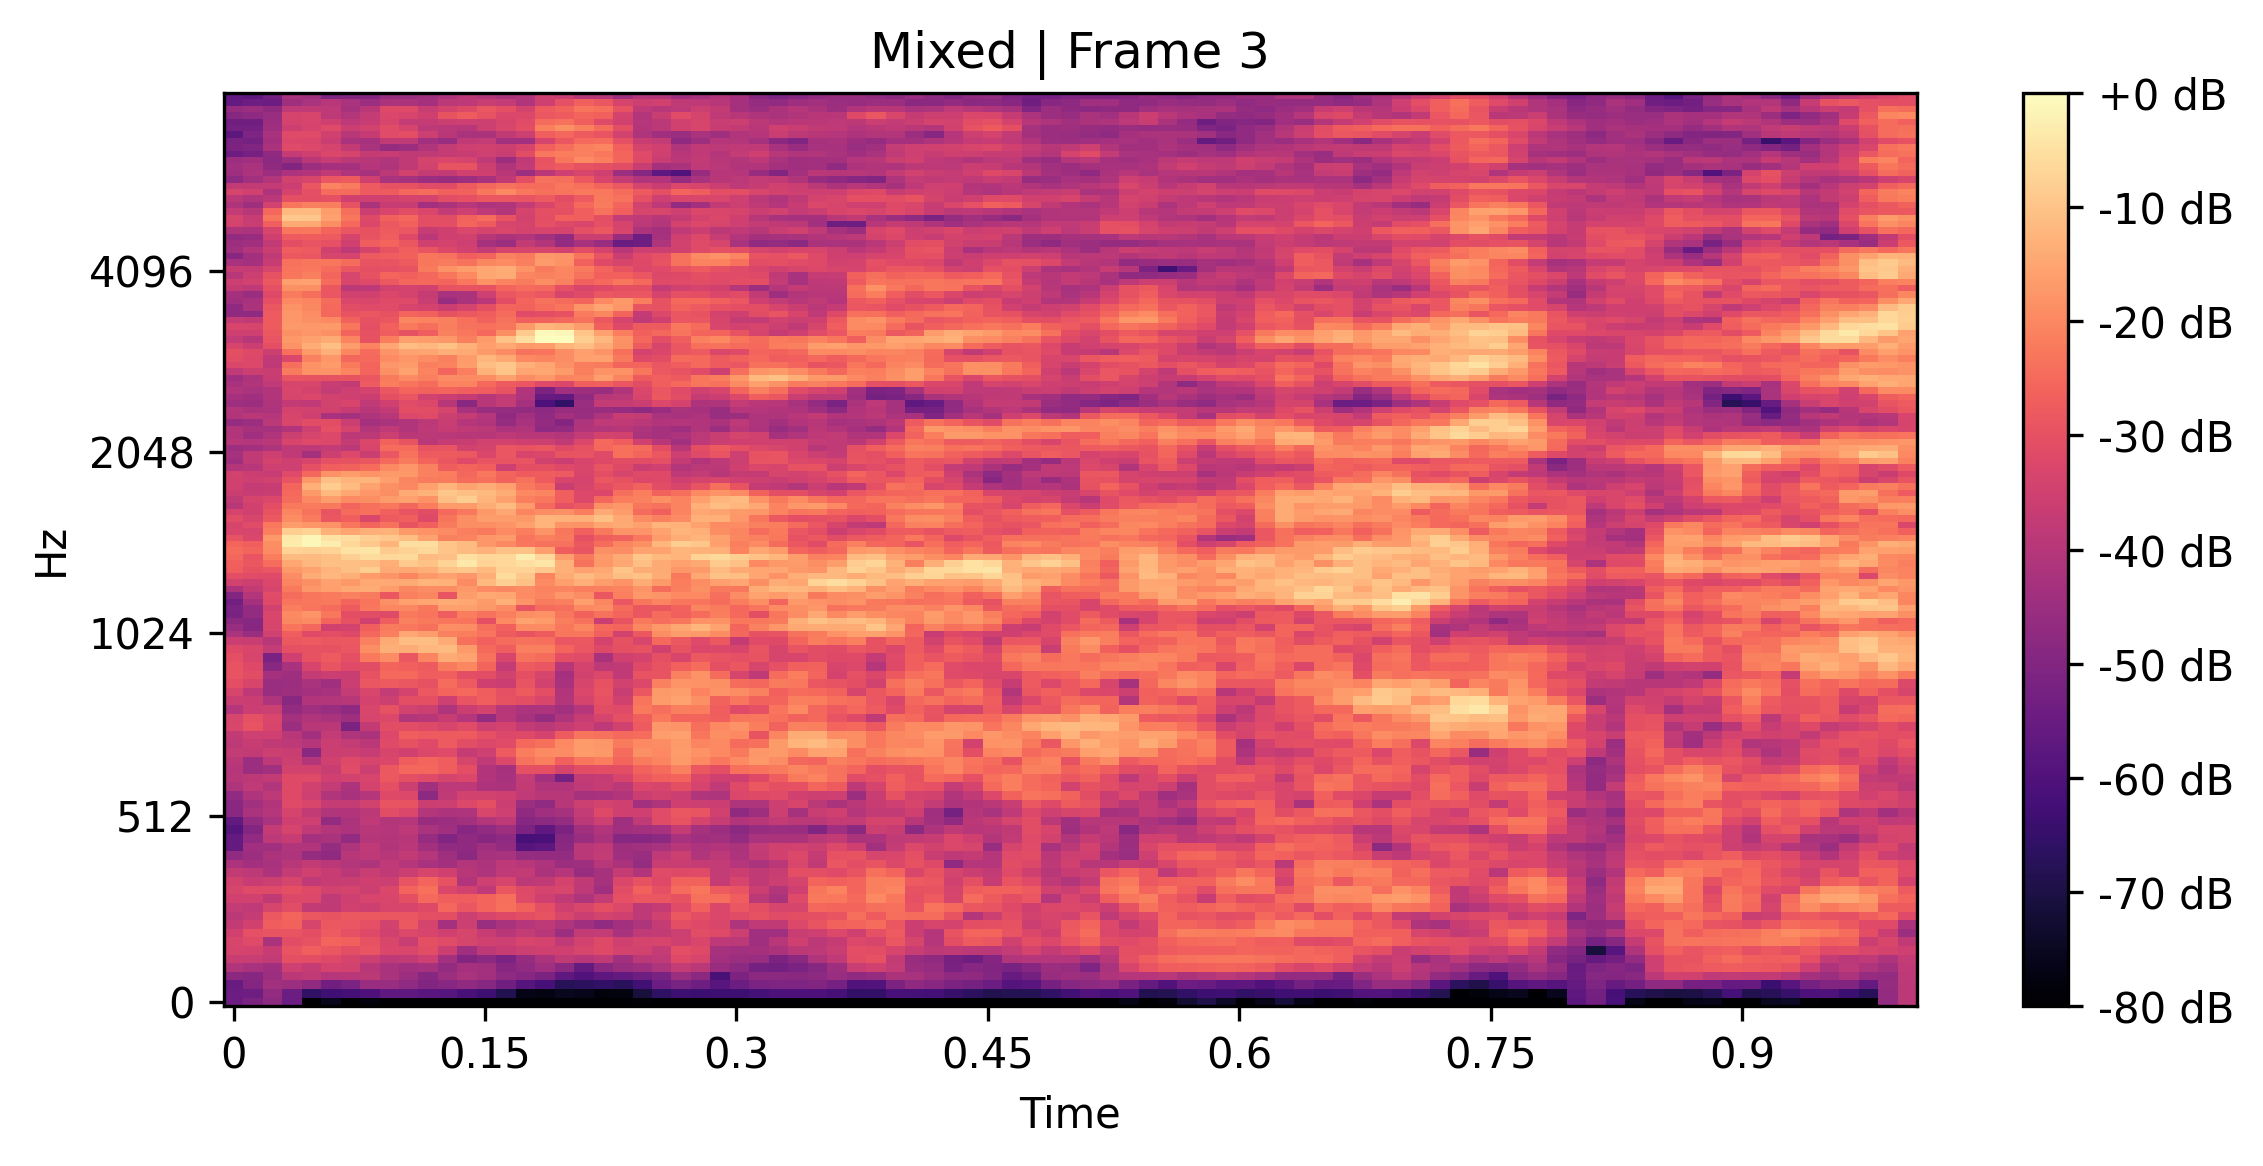 Mixed | Frame 3
+0 dB
-10 dB
-20 dB
-30 dB
-40 dB
-50 dB
-60 dB
-70 dB
-80 dB
4096
2048
1024
512
0
Hz
0 0.15 0.3 0.45 0.6 0.75 0.9
Time